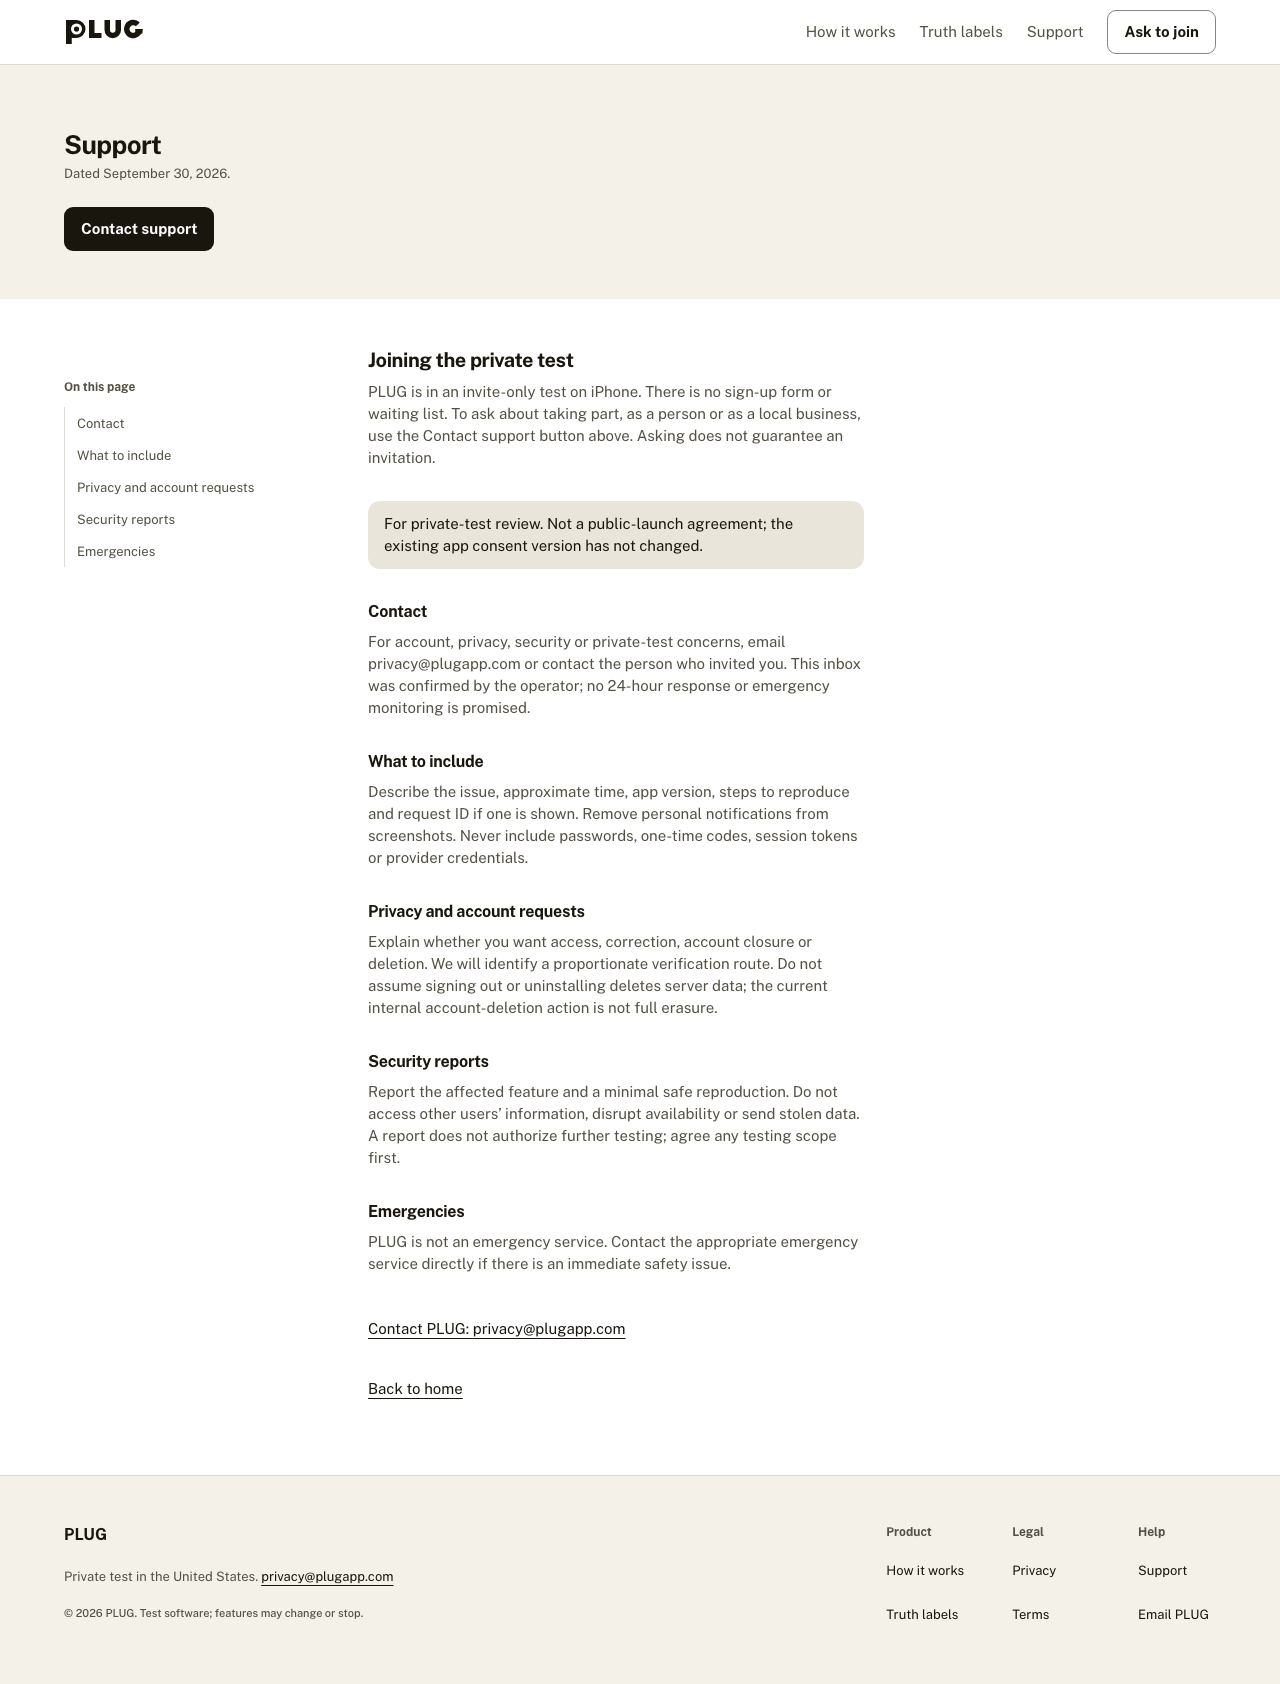 PLUG
How it works
Truth labels
Support
Ask to join
Support
Dated September 30, 2026.
Contact support
On this page
Contact
What to include
Privacy and account requests
Security reports
Emergencies
Joining the private test
PLUG is in an invite-only test on iPhone. There is no sign-up form or
waiting list. To ask about taking part, as a person or as a local business,
use the Contact support button above. Asking does not guarantee an
invitation.
For private-test review. Not a public-launch agreement; the
existing app consent version has not changed.
Contact
For account, privacy, security or private-test concerns, email
privacy@plugapp.com or contact the person who invited you. This inbox
was confirmed by the operator; no 24-hour response or emergency
monitoring is promised.
What to include
Describe the issue, approximate time, app version, steps to reproduce
and request ID if one is shown. Remove personal notifications from
screenshots. Never include passwords, one-time codes, session tokens
or provider credentials.
Privacy and account requests
Explain whether you want access, correction, account closure or
deletion. We will identify a proportionate verification route. Do not
assume signing out or uninstalling deletes server data; the current
internal account-deletion action is not full erasure.
Security reports
Report the affected feature and a minimal safe reproduction. Do not
access other users’ information, disrupt availability or send stolen data.
A report does not authorize further testing; agree any testing scope
first.
Emergencies
PLUG is not an emergency service. Contact the appropriate emergency
service directly if there is an immediate safety issue.
Contact PLUG: privacy@plugapp.com
Back to home
PLUG
Private test in the United States. privacy@plugapp.com
© 2026 PLUG. Test software; features may change or stop.
Product
How it works
Truth labels
Legal
Privacy
Terms
Help
Support
Email PLUG